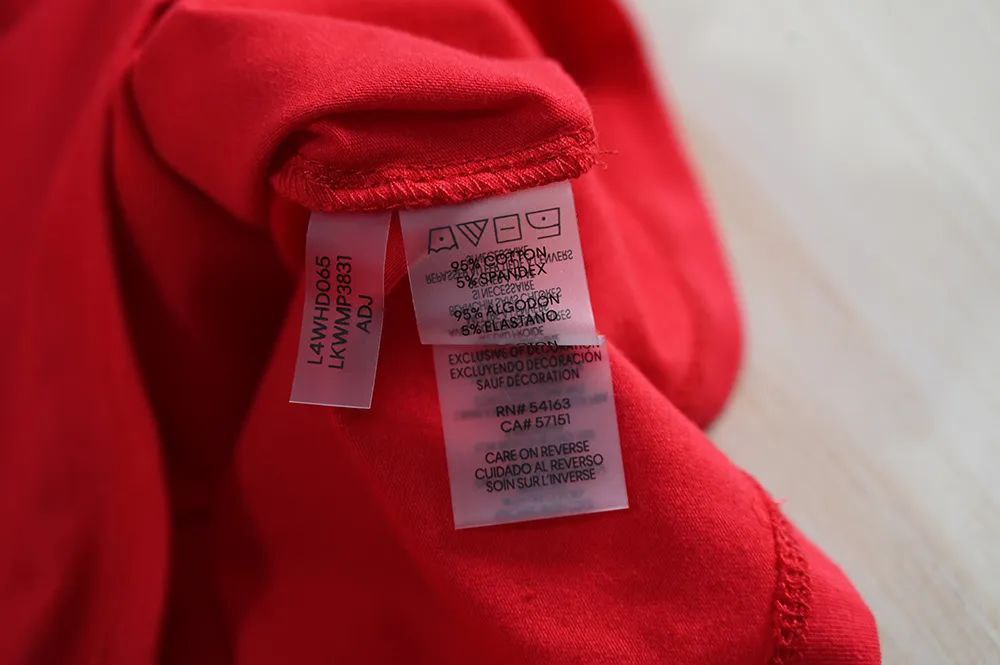 L4WHD065
LKWMP3831
ADJ
95% COTTON
5% SPANDEX
95% ALGODON
5% ELASTANO
EXCLUSIVE OF DECORATION
EXCLUYENDO DECORACIÓN
SAUF DÉCORATION
RN# 54163
CA# 57151
CARE ON REVERSE
CUIDADO AL REVERSO
SOIN SUR L'INVERSE